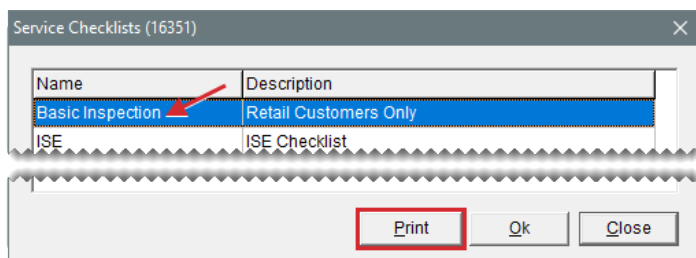 Service Checklists (16351)
Name Description
Basic Inspection Retail Customers Only
ISE ISE Checklist
Print Ok Close